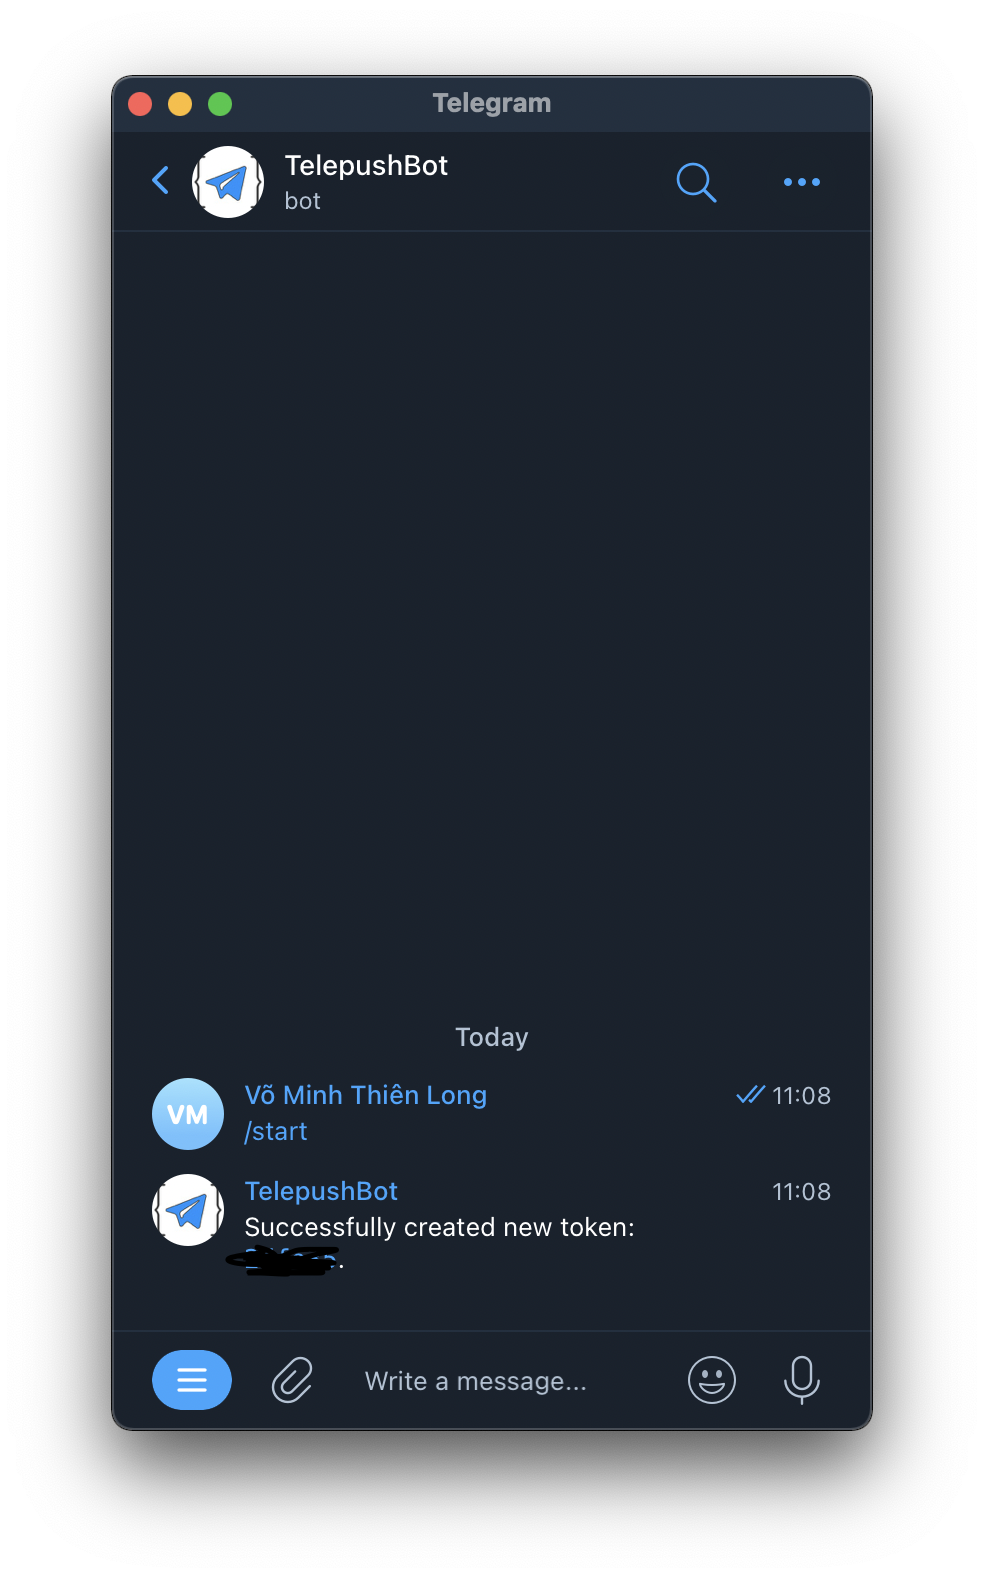 Telegram
TelepushBot
bot
Today
VM
Võ Minh Thiên Long
11:08
/start
TelepushBot
11:08
Successfully created new token:
.
Write a message...